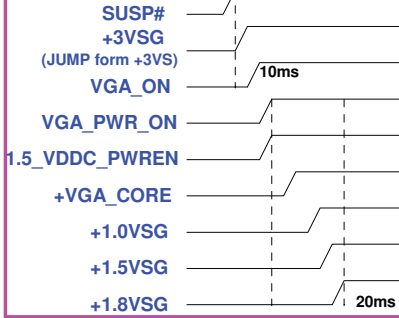 SUSP#
+3VSG
(JUMP form +3VS)
VGA_ON
10ms
VGA_PWR_ON
1.5_VDDC_PWREN
+VGA_CORE
+1.0VSG
+1.5VSG
+1.8VSG
20ms